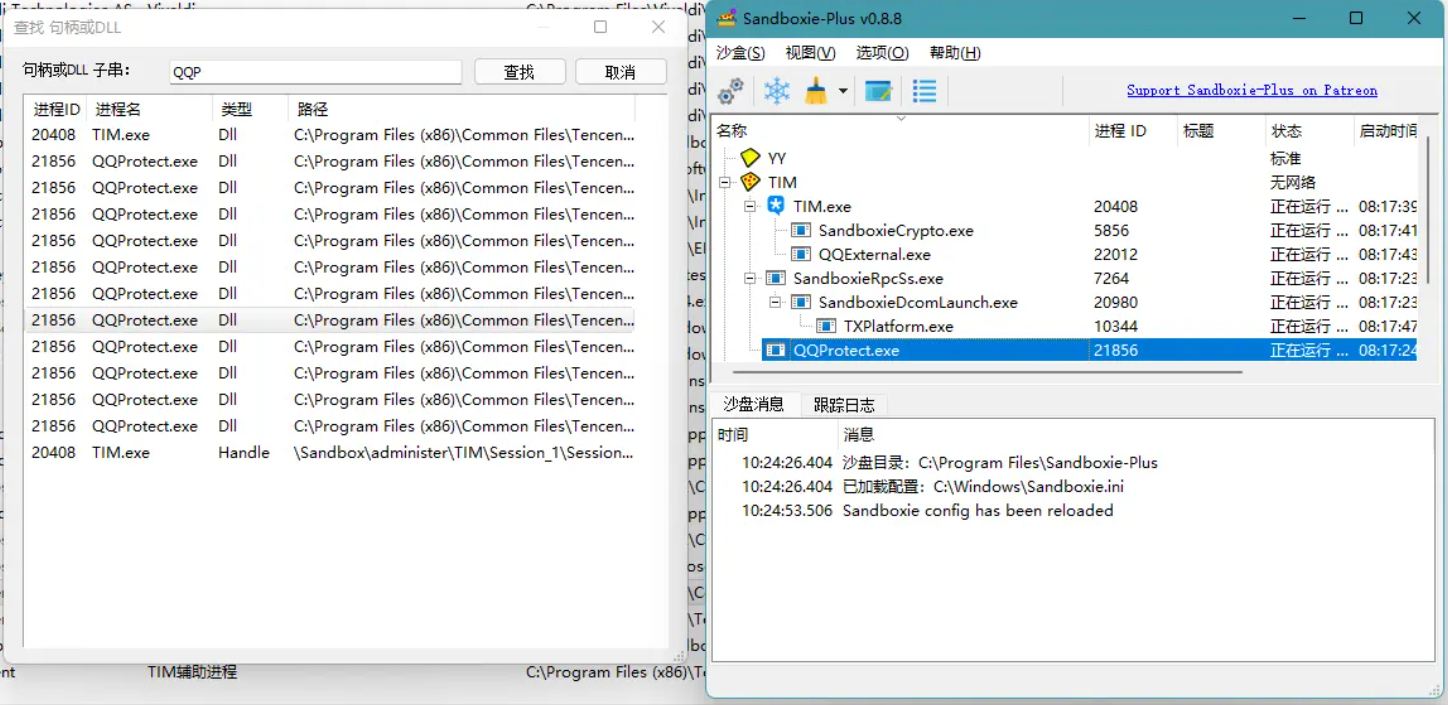 查找 句柄或DLL
句柄或DLL 子串: QQP 查找 取消
进程ID 进程名 类型 路径
20408 TIM.exe Dll C:\Program Files (x86)\Common Files\Tencen...
21856 QQProtect.exe Dll C:\Program Files (x86)\Common Files\Tencen...
21856 QQProtect.exe Dll C:\Program Files (x86)\Common Files\Tencen...
21856 QQProtect.exe Dll C:\Program Files (x86)\Common Files\Tencen...
21856 QQProtect.exe Dll C:\Program Files (x86)\Common Files\Tencen...
21856 QQProtect.exe Dll C:\Program Files (x86)\Common Files\Tencen...
21856 QQProtect.exe Dll C:\Program Files (x86)\Common Files\Tencen...
21856 QQProtect.exe Dll C:\Program Files (x86)\Common Files\Tencen...
21856 QQProtect.exe Dll C:\Program Files (x86)\Common Files\Tencen...
21856 QQProtect.exe Dll C:\Program Files (x86)\Common Files\Tencen...
21856 QQProtect.exe Dll C:\Program Files (x86)\Common Files\Tencen...
21856 QQProtect.exe Dll C:\Program Files (x86)\Common Files\Tencen...
20408 TIM.exe Handle \Sandbox\administer\TIM\Session_1\Session...
TIM辅助进程 C:\Program Files (x86)\T
Sandboxie-Plus v0.8.8
沙盒(S) 视图(V) 选项(O) 帮助(H)
Support Sandboxie-Plus on Patreon
名称 进程 ID 标题 状态 启动时间
YY 标准
TIM 无网络
TIM.exe 20408 正在运行 ... 08:17:39
SandboxieCrypto.exe 5856 正在运行 ... 08:17:41
QQExternal.exe 22012 正在运行 ... 08:17:43
SandboxieRpcSs.exe 7264 正在运行 ... 08:17:23
SandboxieDcomLaunch.exe 20980 正在运行 ... 08:17:23
TXPlatform.exe 10344 正在运行 ... 08:17:47
QQProtect.exe 21856 正在运行 ... 08:17:24
沙盘消息 跟踪日志
时间 消息
10:24:26.404 沙盘目录: C:\Program Files\Sandboxie-Plus
10:24:26.404 已加载配置: C:\Windows\Sandboxie.ini
10:24:53.506 Sandboxie config has been reloaded